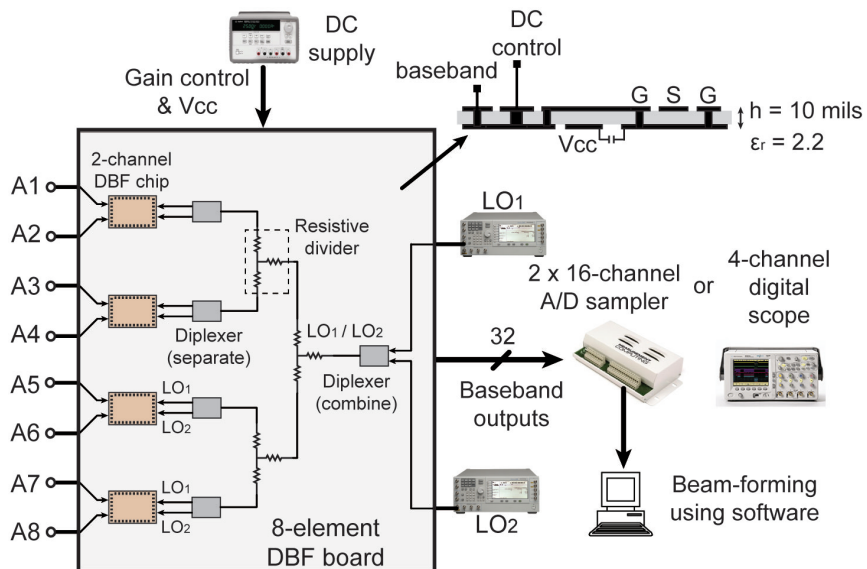 DC
supply
Gain control
& Vcc
DC
control
baseband
G S G
h = 10 mils
Vcc
εr = 2.2
2-channel
DBF chip
A1
A2
A3
A4
A5
A6
A7
A8
Resistive
divider
Diplexer
(separate)
LO1 / LO2
Diplexer
(combine)
LO1
LO2
LO1
LO2
8-element
DBF board
LO1
LO2
32
Baseband
outputs
2 x 16-channel
A/D sampler
or
4-channel
digital
scope
Beam-forming
using software